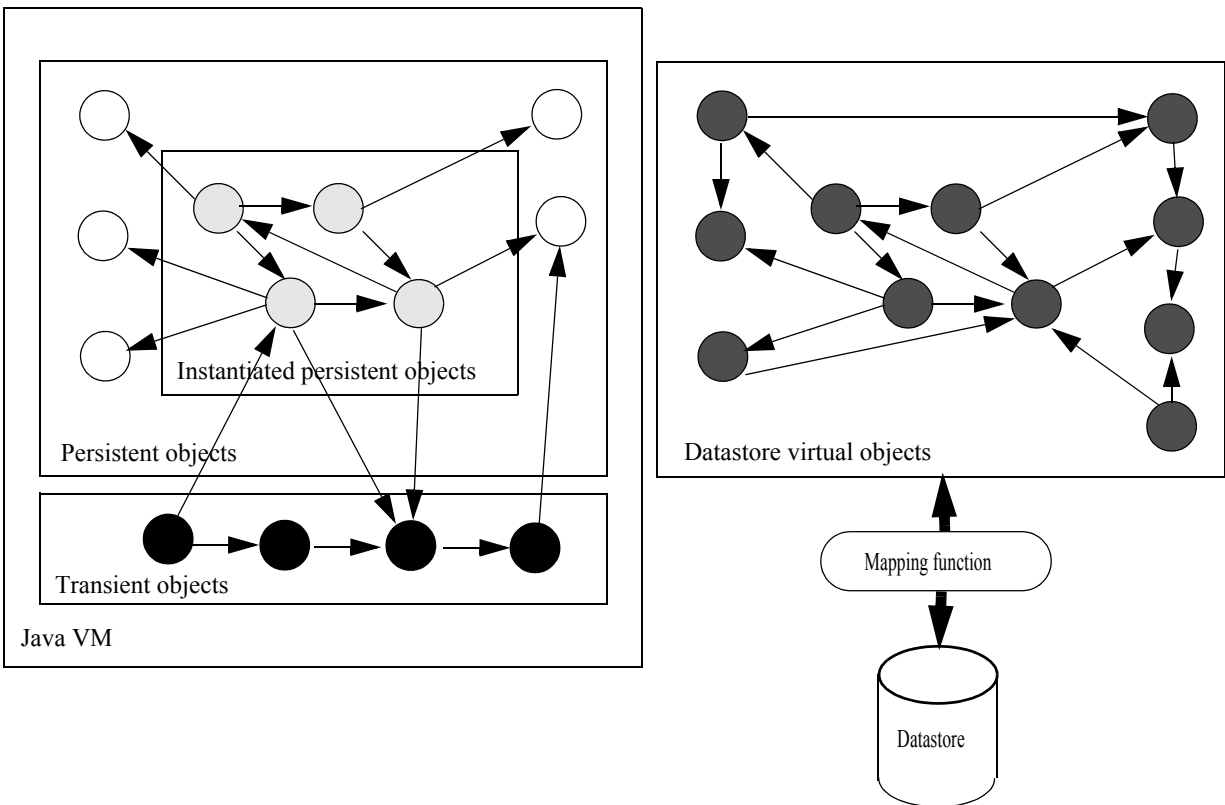 Instantiated persistent objects
Persistent objects
Transient objects
Java VM
Datastore virtual objects
Mapping function
Datastore